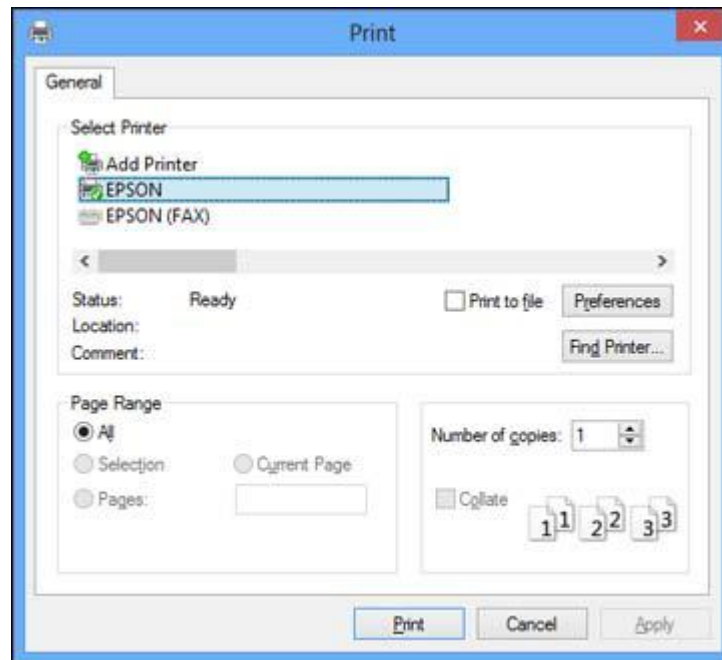 Print
General
Select Printer
Add Printer
EPSON
EPSON (FAX)
Status: Ready
Print to file
Preferences
Location:
Comment:
Find Printer...
Page Range
All
Selection
Current Page
Pages:
Number of copies: 1
Collate
1 1 2 2 3 3
Print
Cancel
Apply